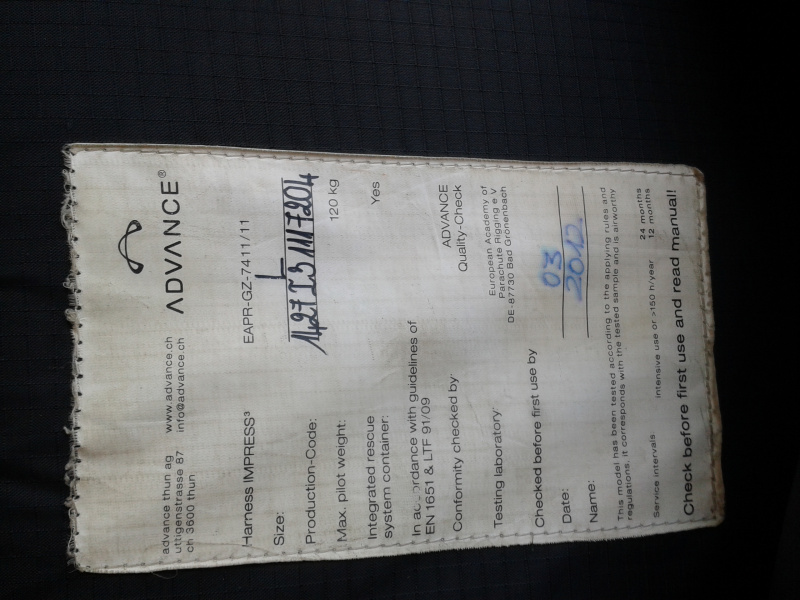 ADVANCE®
advance thun ag www.advance.ch
uttigenstrasse 87 info@advance.ch
ch 3600 thun
Harness IMPRESS³ EAPR-GZ-7411/11
Size: L
Production-Code:
Max. pilot weight: 120 kg
Integrated rescue
system container: Yes
In accordance with guidelines of
EN 1651 & LTF 91/09
Conformity checked by: ADVANCE
Quality-Check
Testing laboratory: European Academy of
Parachute Rigging e.V
DE-87730 Bad Grönenbach
Checked before first use by
Date: 03
2012
Name:
This model has been tested according to the applying rules and
regulations. It corresponds with the tested sample and is airworthy
Service intervals 24 months
intensive use or >150 h/year 12 months
Check before first use and read manual!